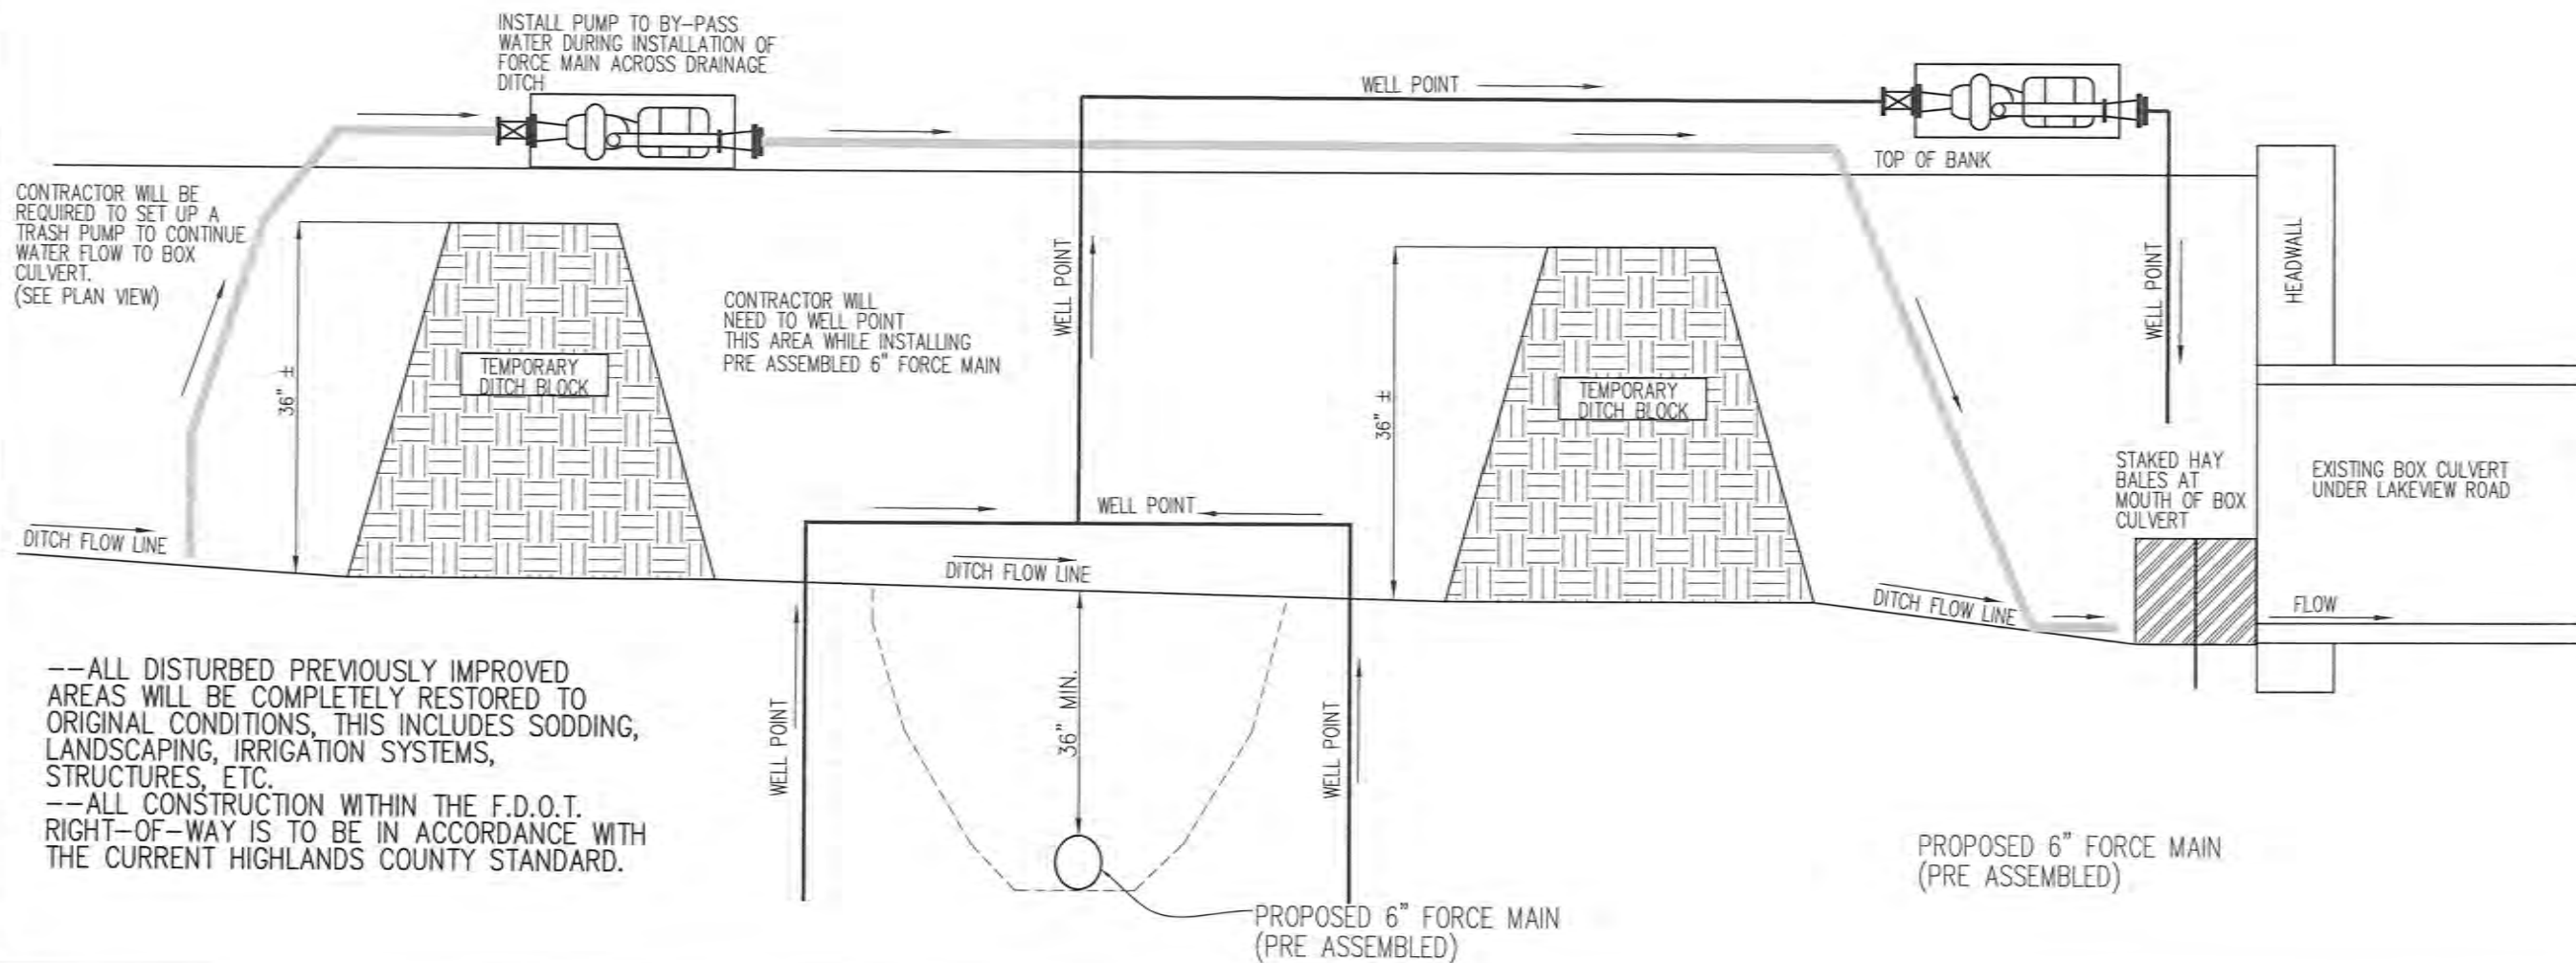 INSTALL PUMP TO BY-PASS
WATER DURING INSTALLATION OF
FORCE MAIN ACROSS DRAINAGE
DITCH
WELL POINT
TOP OF BANK
CONTRACTOR WILL BE
REQUIRED TO SET UP A
TRASH PUMP TO CONTINUE
WATER FLOW TO BOX
CULVERT.
(SEE PLAN VIEW)
36" ±
TEMPORARY
DITCH BLOCK
CONTRACTOR WILL
NEED TO WELL POINT
THIS AREA WHILE INSTALLING
PRE ASSEMBLED 6" FORCE MAIN
WELL POINT
36" ±
TEMPORARY
DITCH BLOCK
WELL POINT
HEADWALL
STAKED HAY
BALES AT
MOUTH OF BOX
CULVERT
EXISTING BOX CULVERT
UNDER LAKEVIEW ROAD
DITCH FLOW LINE
WELL POINT
DITCH FLOW LINE
DITCH FLOW LINE
FLOW
WELL POINT
36" MIN.
WELL POINT
--ALL DISTURBED PREVIOUSLY IMPROVED
AREAS WILL BE COMPLETELY RESTORED TO
ORIGINAL CONDITIONS, THIS INCLUDES SODDING,
LANDSCAPING, IRRIGATION SYSTEMS,
STRUCTURES, ETC.
--ALL CONSTRUCTION WITHIN THE F.D.O.T.
RIGHT-OF-WAY IS TO BE IN ACCORDANCE WITH
THE CURRENT HIGHLANDS COUNTY STANDARD.
PROPOSED 6" FORCE MAIN
(PRE ASSEMBLED)
PROPOSED 6" FORCE MAIN
(PRE ASSEMBLED)